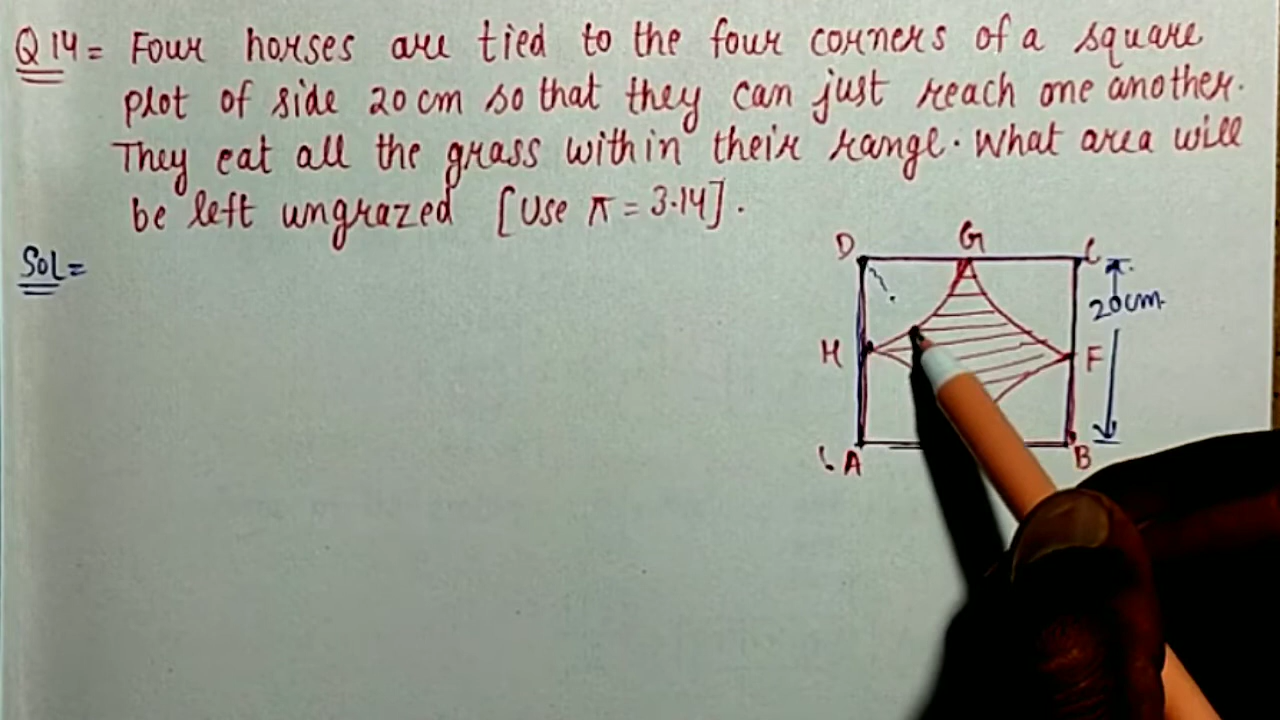 Q 14 = Four horses are tied to the four corners of a square
plot of side 20 cm so that they can just reach one another.
They eat all the grass within their range. What area will
be left ungrazed [Use π = 3.14].
Sol =
D G C
20cm.
H F
A B